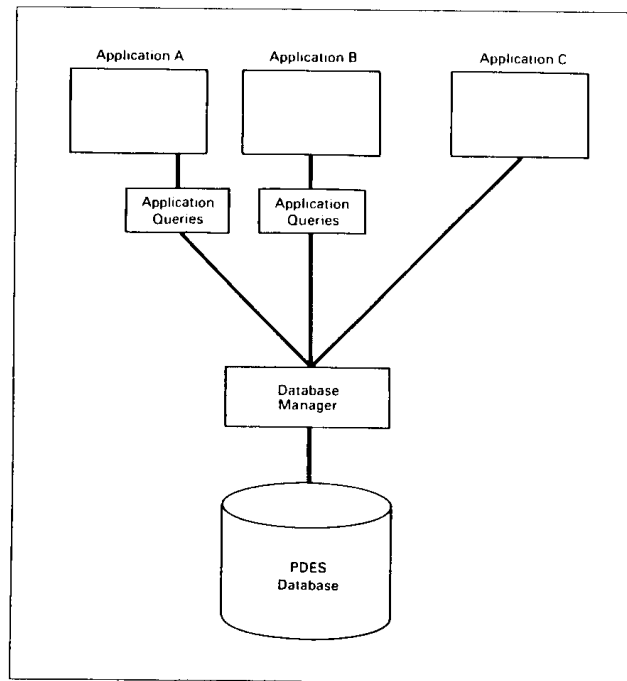 Application A
Application B
Application C
Application
Queries
Application
Queries
Database
Manager
PDES
Database